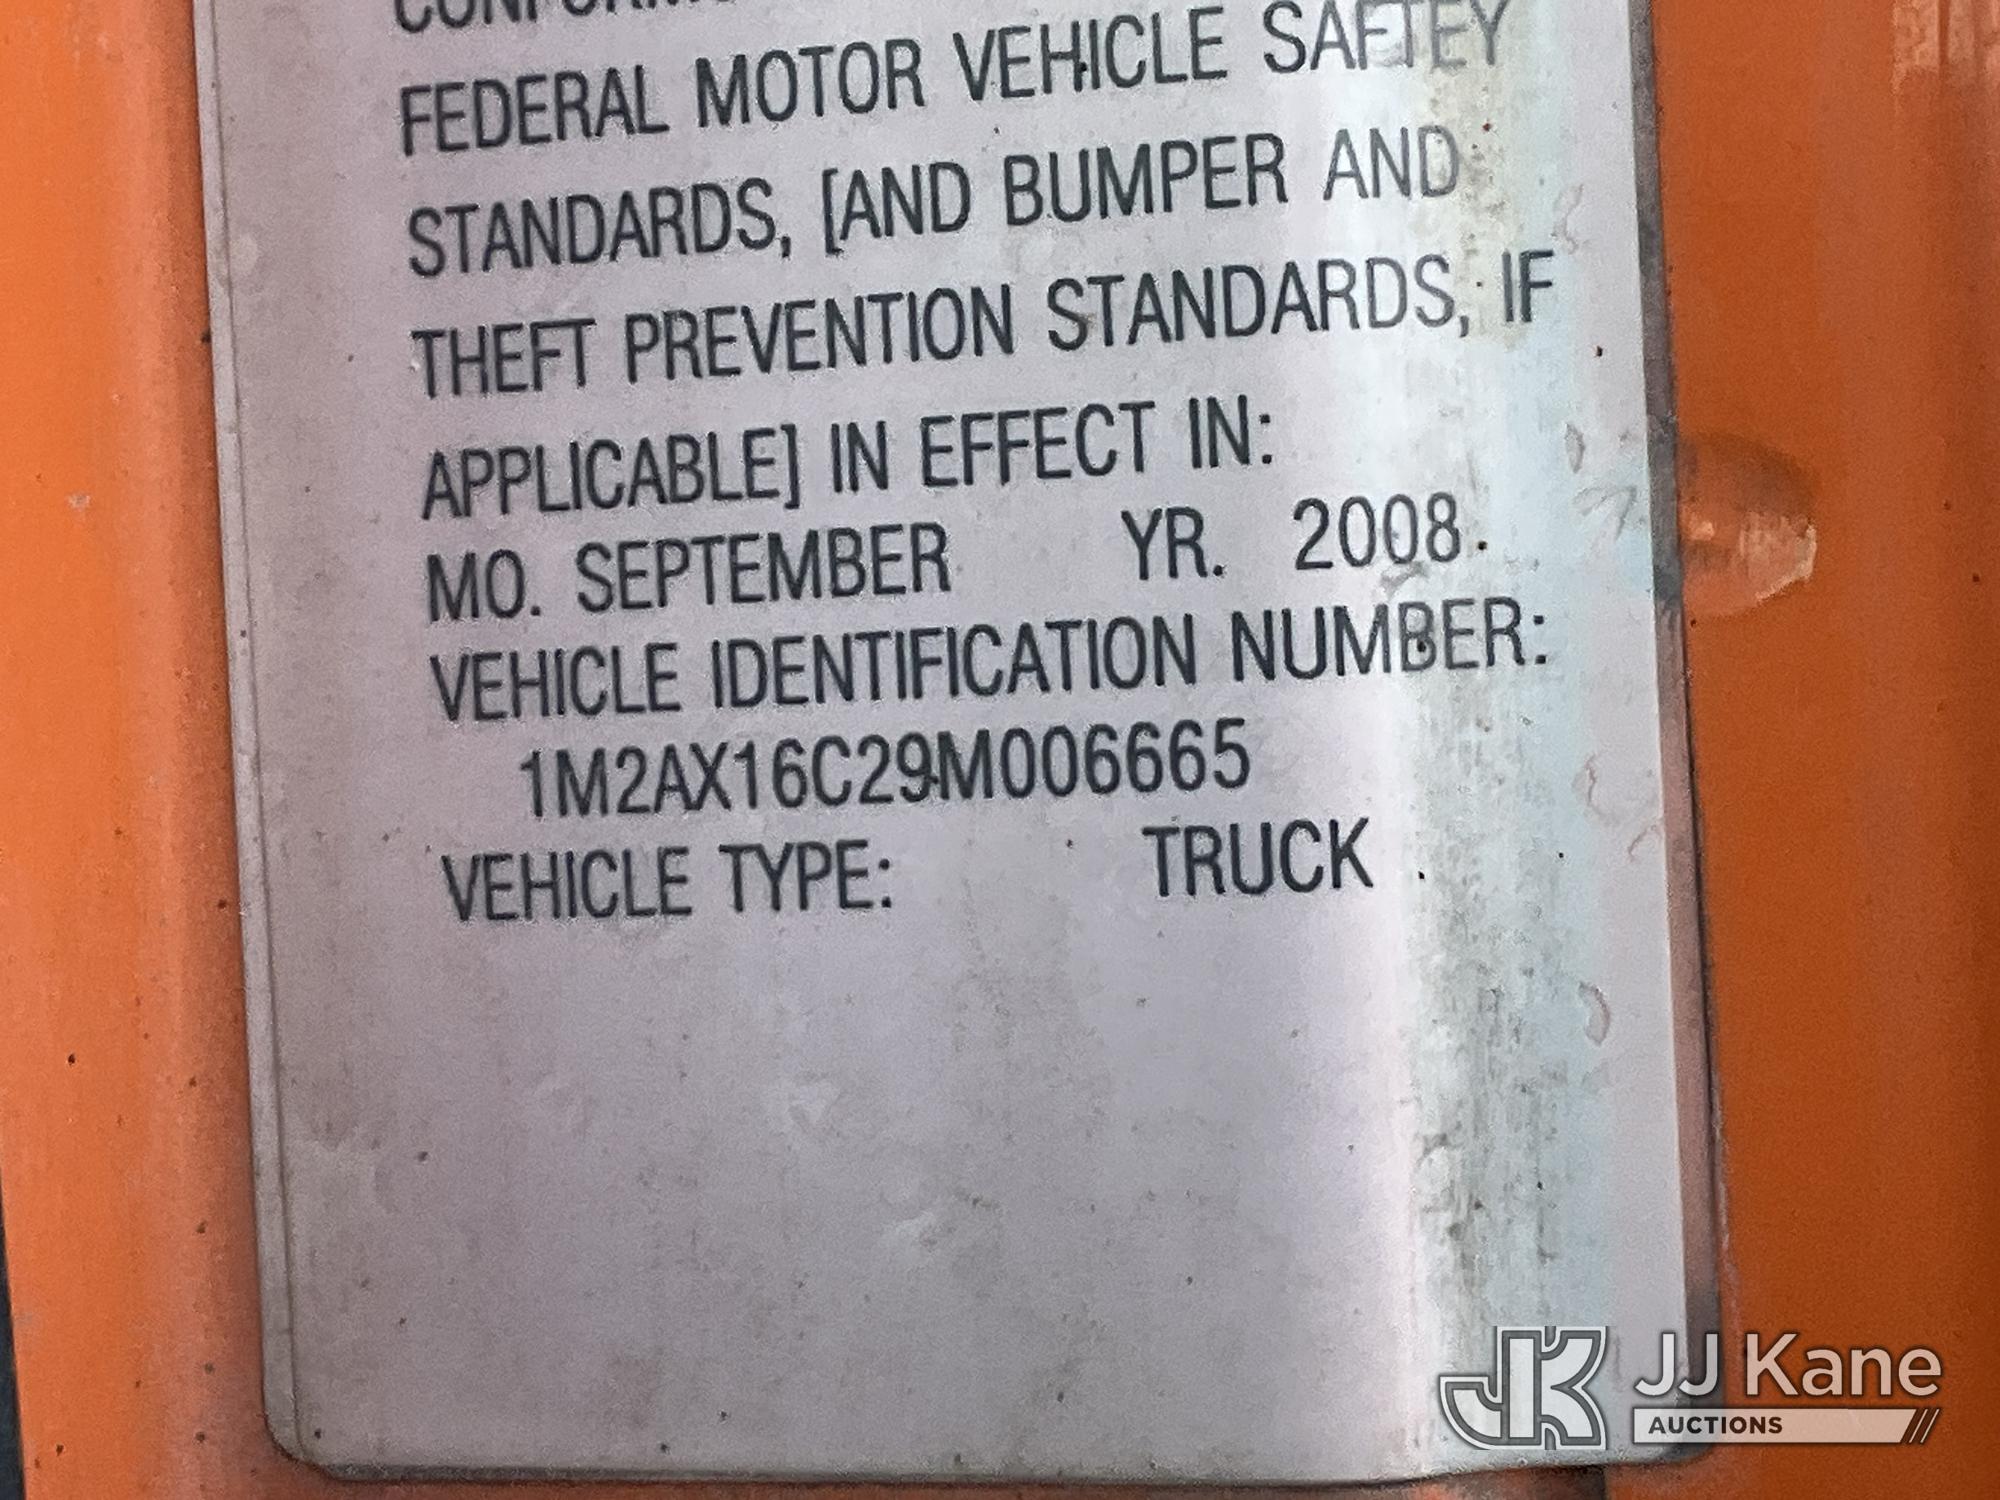 FEDERAL MOTOR VEHICLE SAFTEY
STANDARDS, [AND BUMPER AND
THEFT PREVENTION STANDARDS, IF
APPLICABLE] IN EFFECT IN:
MO. SEPTEMBER YR. 2008
VEHICLE IDENTIFICATION NUMBER:
1M2AX16C29M006665
VEHICLE TYPE: TRUCK
JK JJ Kane
AUCTIONS